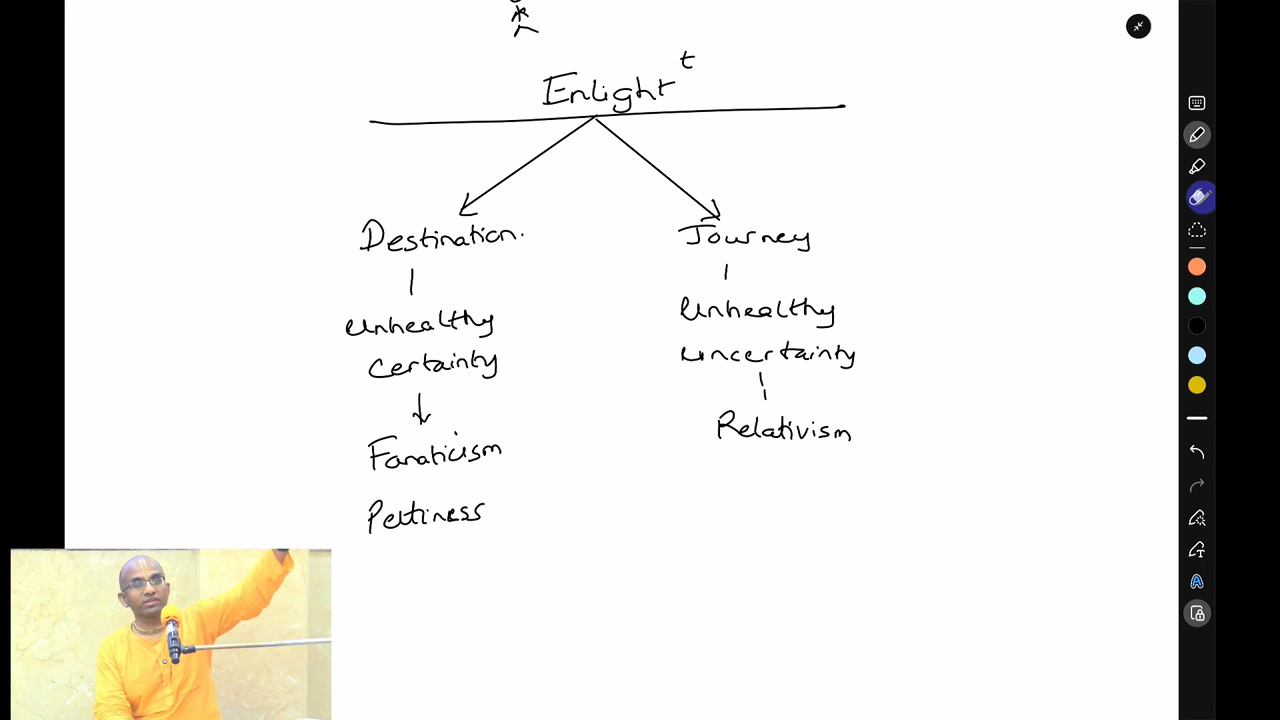 Enlight t
Destination.
Unhealthy
Certainty
Fanaticism
Pettiness
Journey
Unhealthy
uncertainty
Relativism